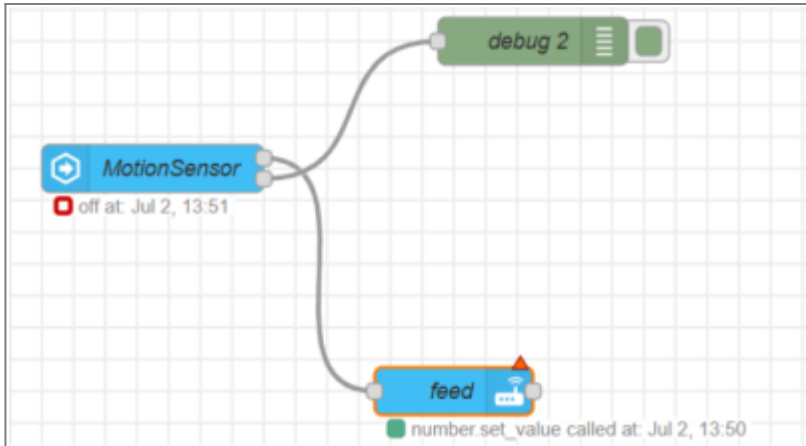 debug 2
MotionSensor
off at: Jul 2, 13:51
feed
number.set_value called at: Jul 2, 13:50